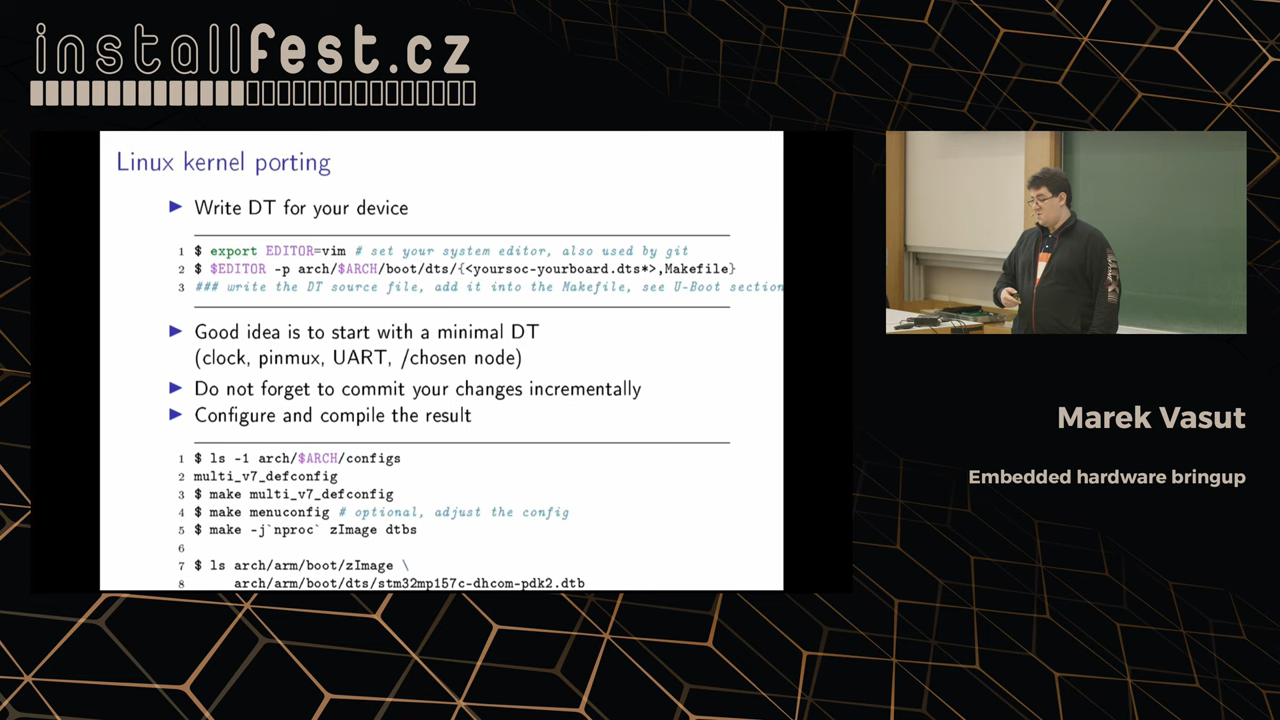 installfest.cz
Linux kernel porting
Write DT for your device
1 $ export EDITOR=vim # set your system editor, also used by git
2 $ $EDITOR -p arch/$ARCH/boot/dts/{<yoursoc-yourboard.dts*>,Makefile}
3 ### write the DT source file, add it into the Makefile, see U-Boot section
Good idea is to start with a minimal DT
(clock, pinmux, UART, /chosen node)
Do not forget to commit your changes incrementally
Configure and compile the result
1 $ ls -1 arch/$ARCH/configs
2 multi_v7_defconfig
3 $ make multi_v7_defconfig
4 $ make menuconfig # optional, adjust the config
5 $ make -j`nproc` zImage dtbs
6
7 $ ls arch/arm/boot/zImage \
8 arch/arm/boot/dts/stm32mp157c-dhcom-pdk2.dtb
Marek Vasut
Embedded hardware bringup